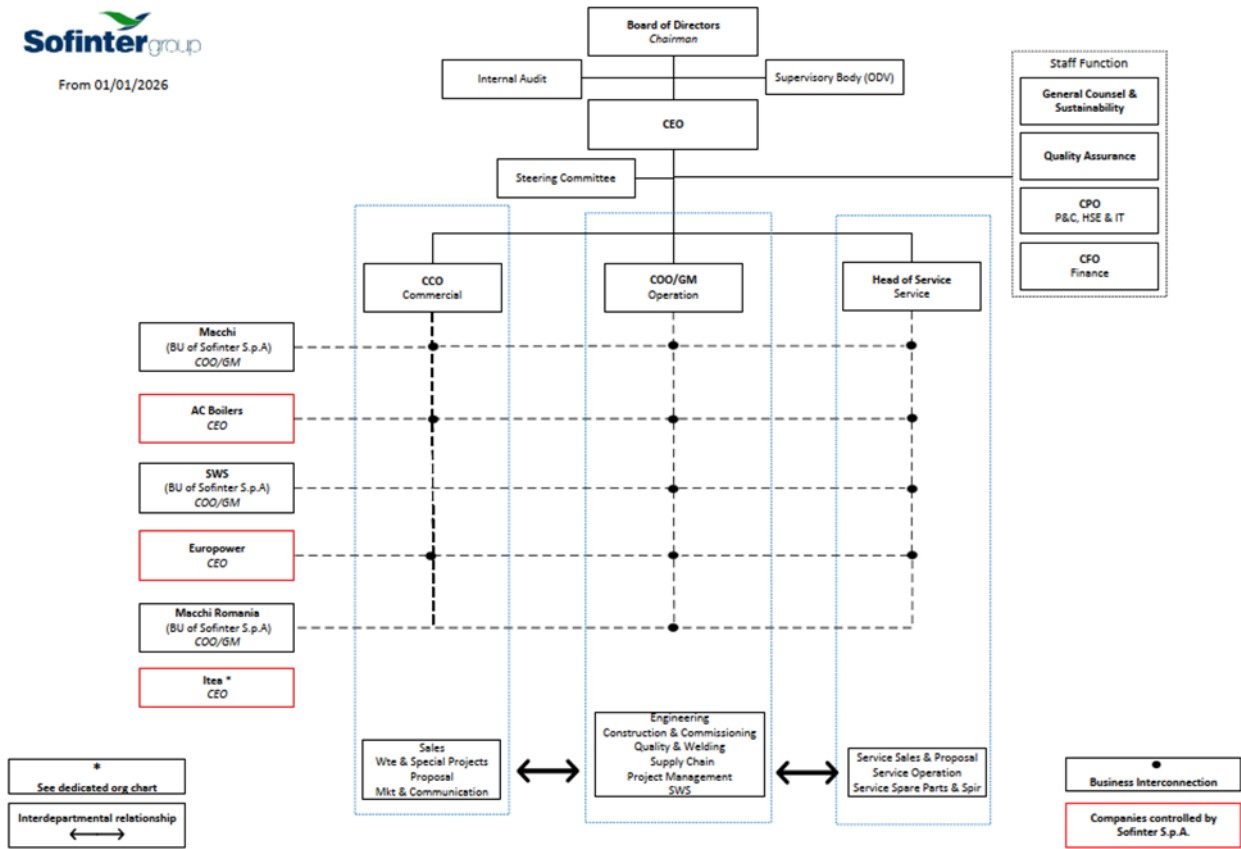 Sofinter group
From 01/01/2026
Board of Directors
Chairman
Internal Audit
Supervisory Body (ODV)
CEO
Steering Committee
Staff Function
General Counsel &
Sustainability
Quality Assurance
CPO
P&C, HSE & IT
CFO
Finance
CCO
Commercial
COO/GM
Operation
Head of Service
Service
Macchi
(BU of Sofinter S.p.A)
COO/GM
AC Boilers
CEO
SWS
(BU of Sofinter S.p.A)
COO/GM
Europower
CEO
Macchi Romania
(BU of Sofinter S.p.A)
COO/GM
Itea *
CEO
Sales
Wte & Special Projects
Proposal
Mkt & Communication
Engineering
Construction & Commissioning
Quality & Welding
Supply Chain
Project Management
SWS
Service Sales & Proposal
Service Operation
Service Spare Parts & Spir
*
See dedicated org chart
Interdepartmental relationship
Business Interconnection
Companies controlled by
Sofinter S.p.A.